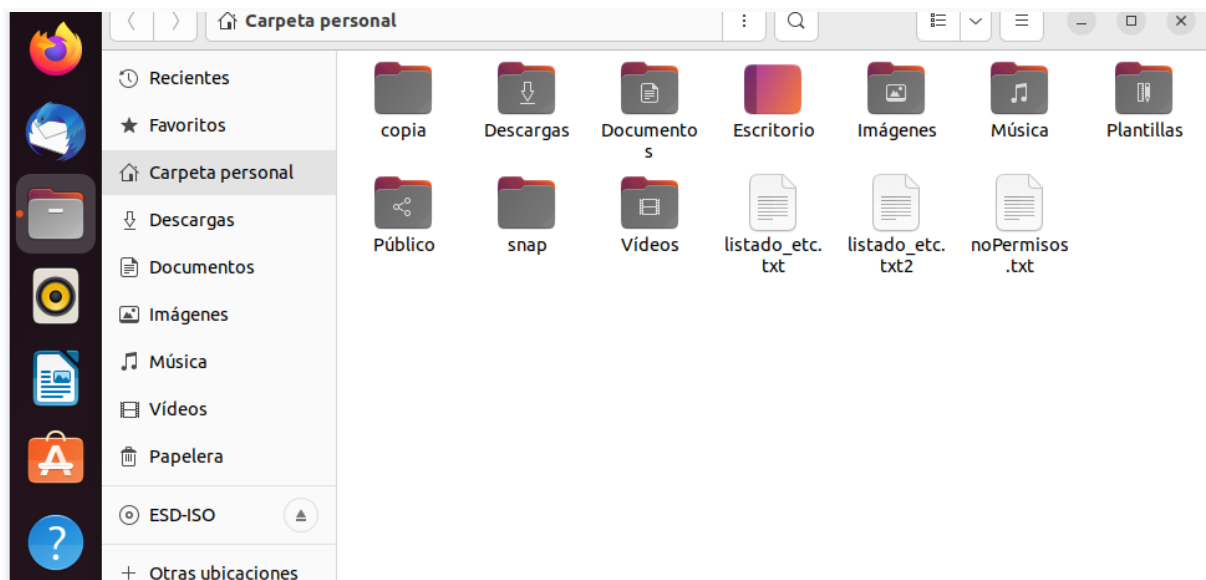 Carpeta personal
Recientes
Favoritos
Carpeta personal
Descargas
Documentos
Imágenes
Música
Vídeos
Papelera
ESD-ISO
+ Otras ubicaciones
copia
Descargas
Documento
s
Escritorio
Imágenes
Música
Plantillas
Público
snap
Vídeos
listado_etc.
txt
listado_etc.
txt2
noPermisos
.txt